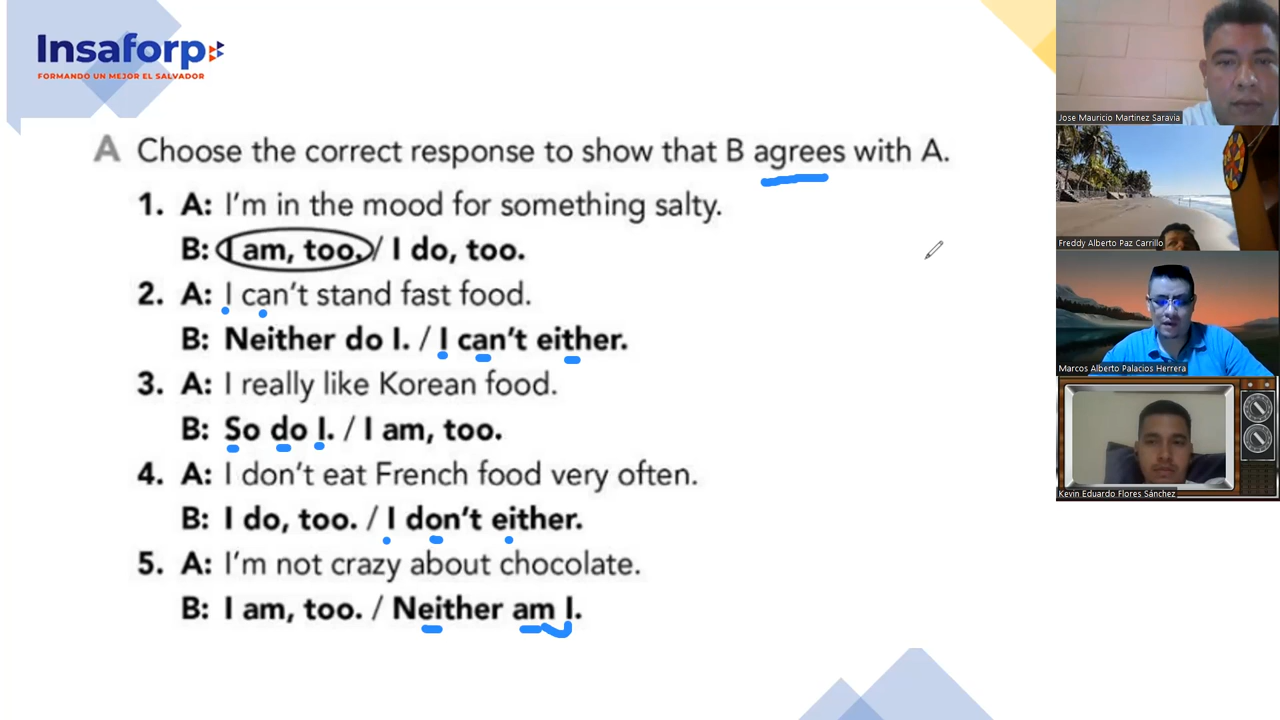 Insaforp
FORMANDO UN MEJOR EL SALVADOR
A Choose the correct response to show that B agrees with A.
1. A: I'm in the mood for something salty.
B: I am, too. / I do, too.
2. A: I can't stand fast food.
B: Neither do I. / I can't either.
3. A: I really like Korean food.
B: So do I. / I am, too.
4. A: I don't eat French food very often.
B: I do, too. / I don't either.
5. A: I'm not crazy about chocolate.
B: I am, too. / Neither am I.
Jose Mauricio Martinez Saravia
Freddy Alberto Paz Carrillo
Marcos Alberto Palacios Herrera
Kevin Eduardo Flores Sánchez